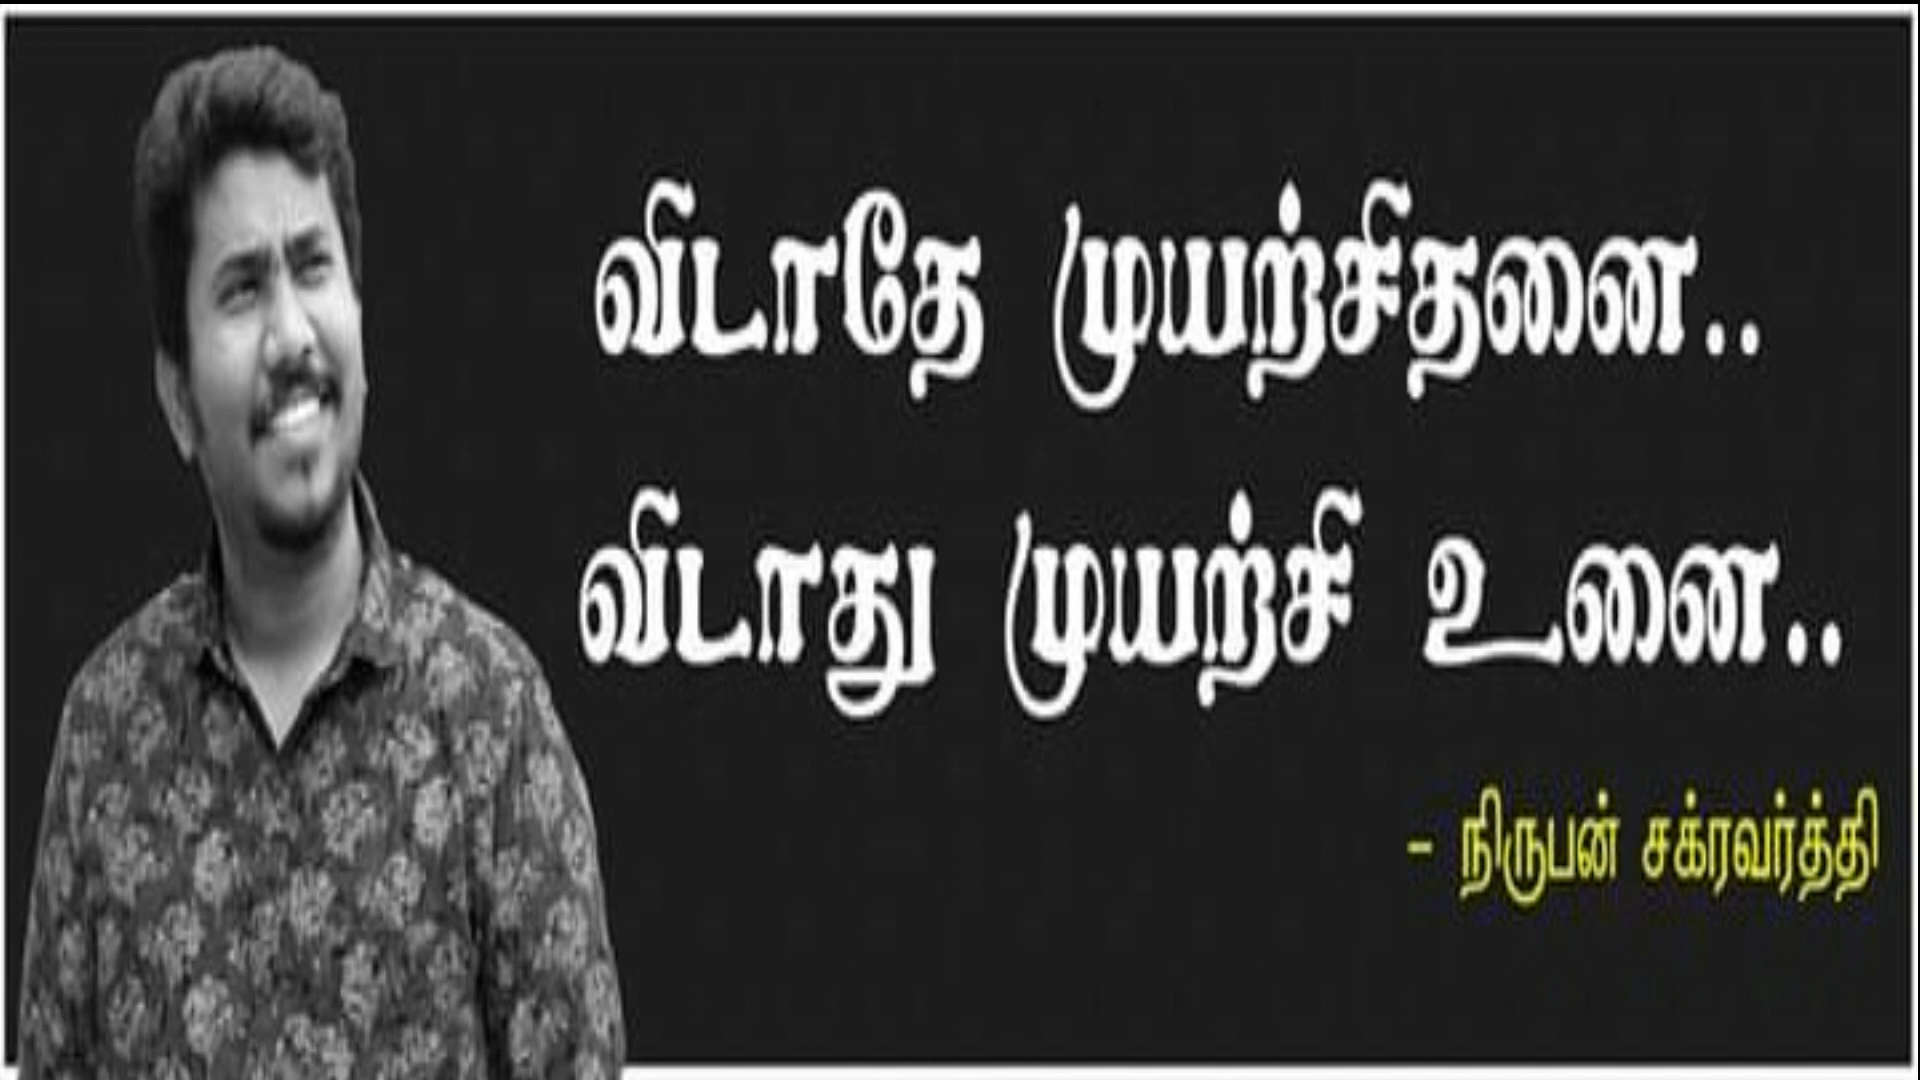 விடாதே முயற்சிதனை..
விடாது முயற்சி உனை..
- நிருபன் சக்ரவர்த்தி